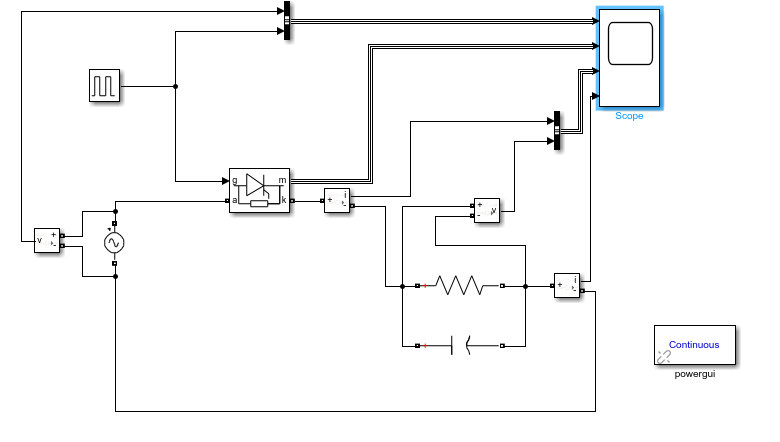 Scope
g
m
a
k
i
+
-
+
-
v
v
+
-
i
+
-
Continuous
powergui